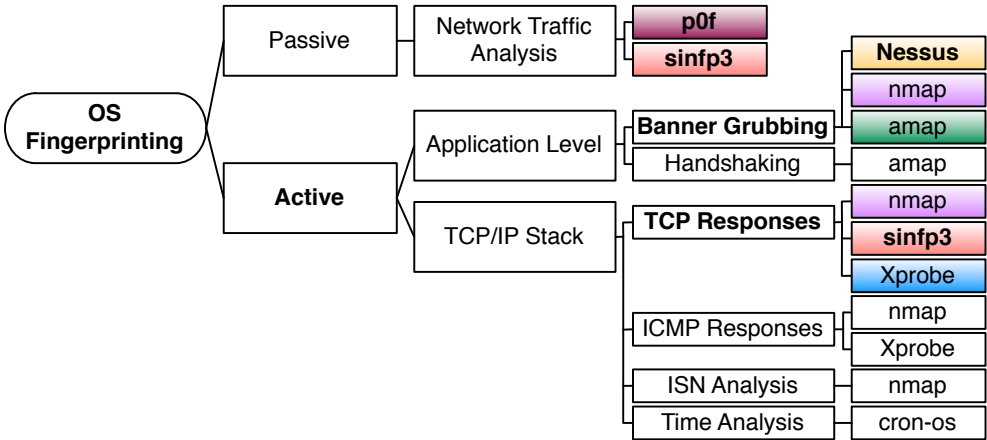 OS
Fingerprinting
Passive
Network Traffic
Analysis
p0f
sinfp3
Active
Application Level
Banner Grubbing
Nessus
nmap
amap
Handshaking
amap
TCP/IP Stack
TCP Responses
nmap
sinfp3
Xprobe
ICMP Responses
nmap
Xprobe
ISN Analysis
nmap
Time Analysis
cron-os